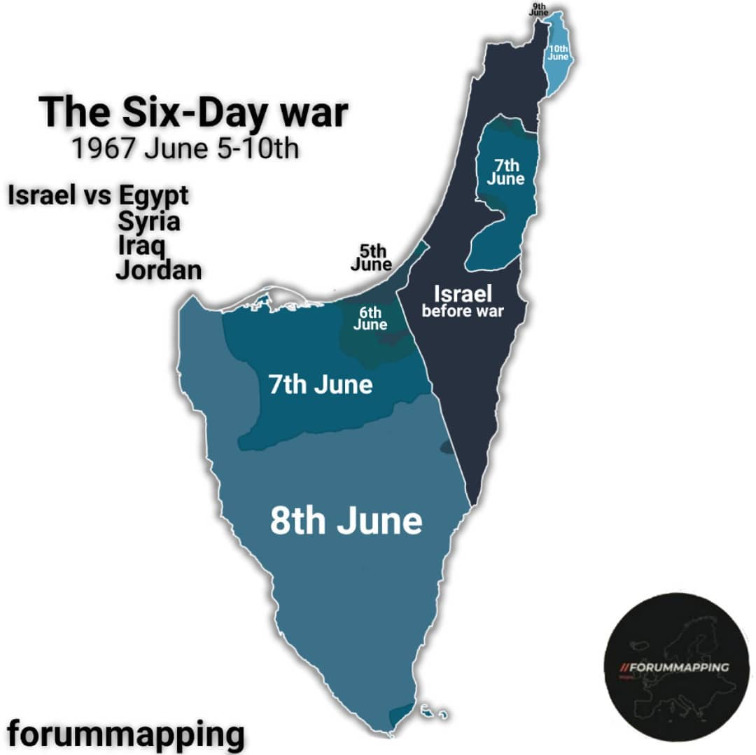 The Six-Day war
1967 June 5-10th
Israel vs Egypt
Syria
Iraq
Jordan
9th
June
10th
June
7th
June
5th
June
Israel
before war
6th
June
7th June
8th June
//FORUMMAPPING
forummapping